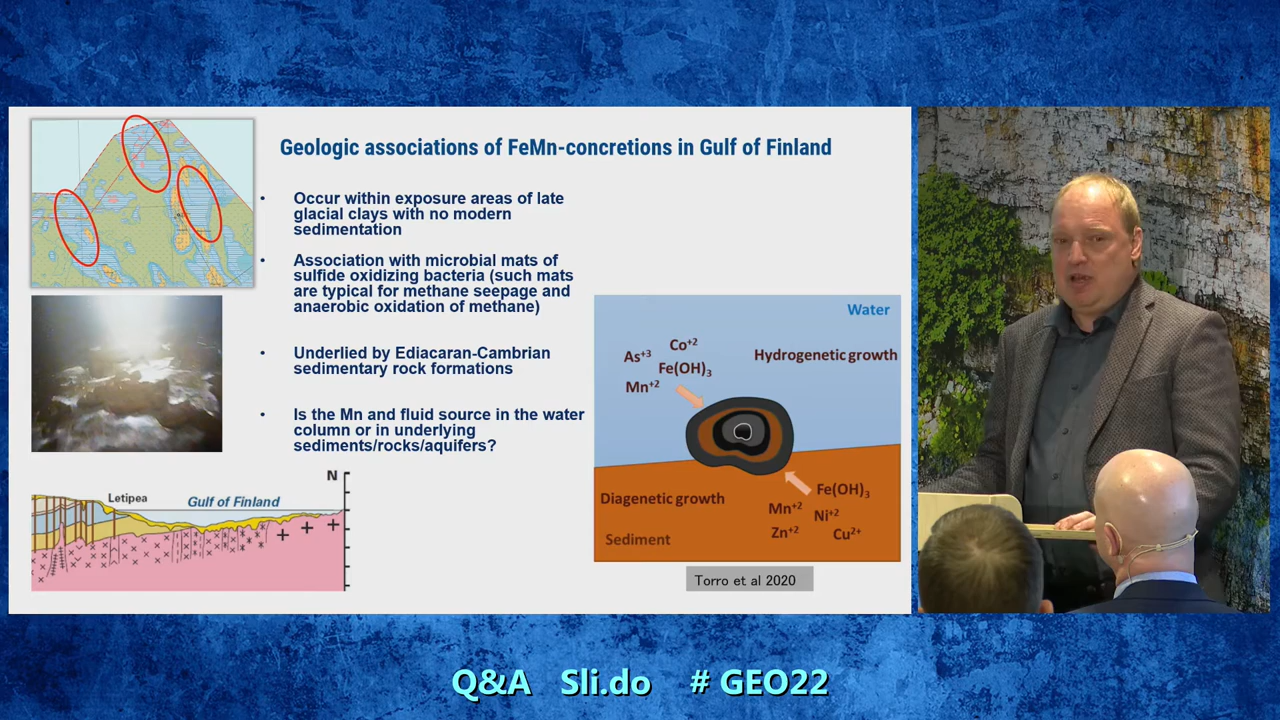 Geologic associations of FeMn-concretions in Gulf of Finland
• Occur within exposure areas of late
glacial clays with no modern
sedimentation
• Association with microbial mats of
sulfide oxidizing bacteria (such mats
are typical for methane seepage and
anaerobic oxidation of methane)
• Underlied by Ediacaran-Cambrian
sedimentary rock formations
• Is the Mn and fluid source in the water
column or in underlying
sediments/rocks/aquifers?
N
Letipea
Gulf of Finland
Water
Co+2
As+3
Hydrogenetic growth
Fe(OH)3
Mn+2
Fe(OH)3
Diagenetic growth
Mn+2
Ni+2
Zn+2
Cu2+
Sediment
Torro et al 2020
Q&A Sli.do # GEO22